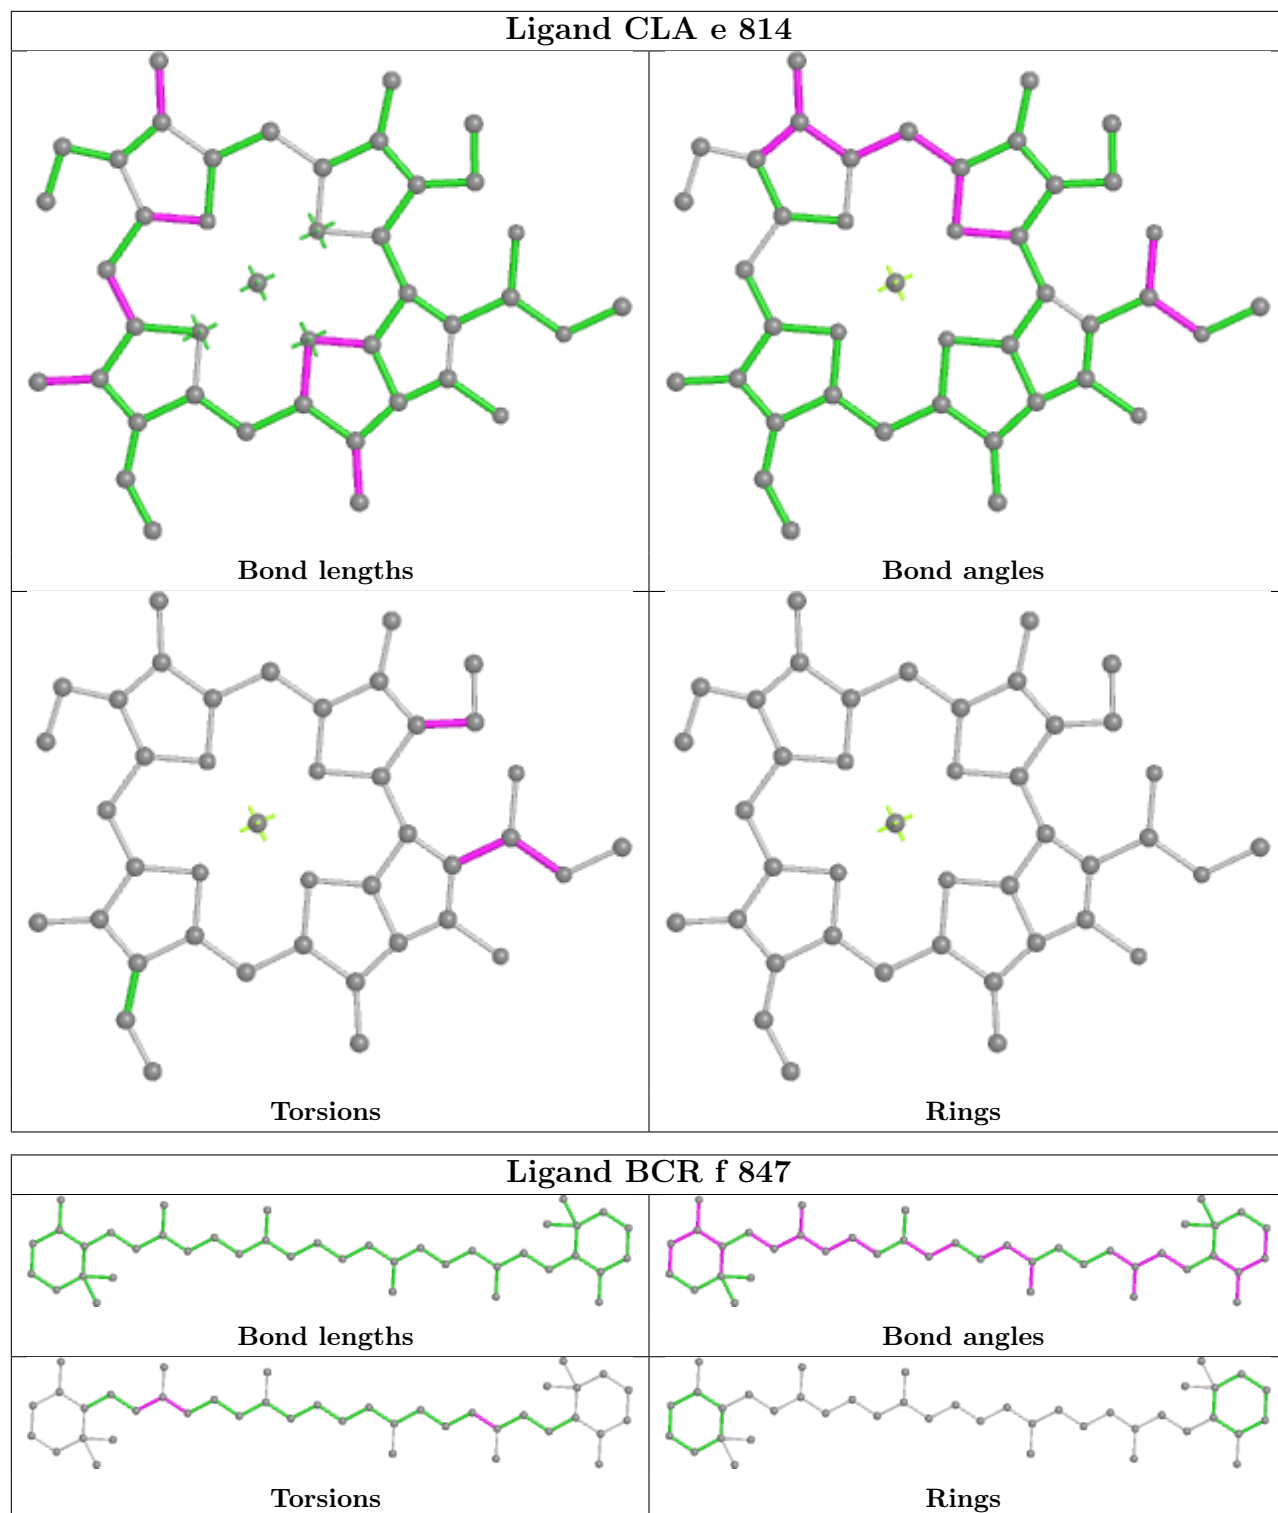 Ligand CLA e 814
Bond lengths
Bond angles
Torsions
Rings
Ligand BCR f 847
Bond lengths
Bond angles
Torsions
Rings